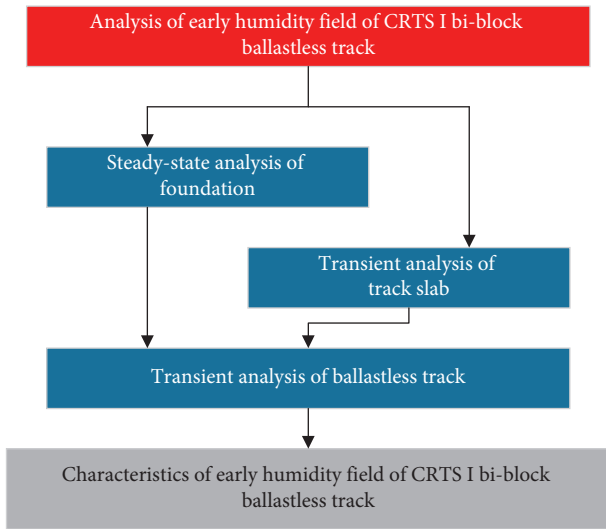 Analysis of early humidity field of CRTS I bi-block
ballastless track
Steady-state analysis of
foundation
Transient analysis of
track slab
Transient analysis of ballastless track
Characteristics of early humidity field of CRTS I bi-block
ballastless track